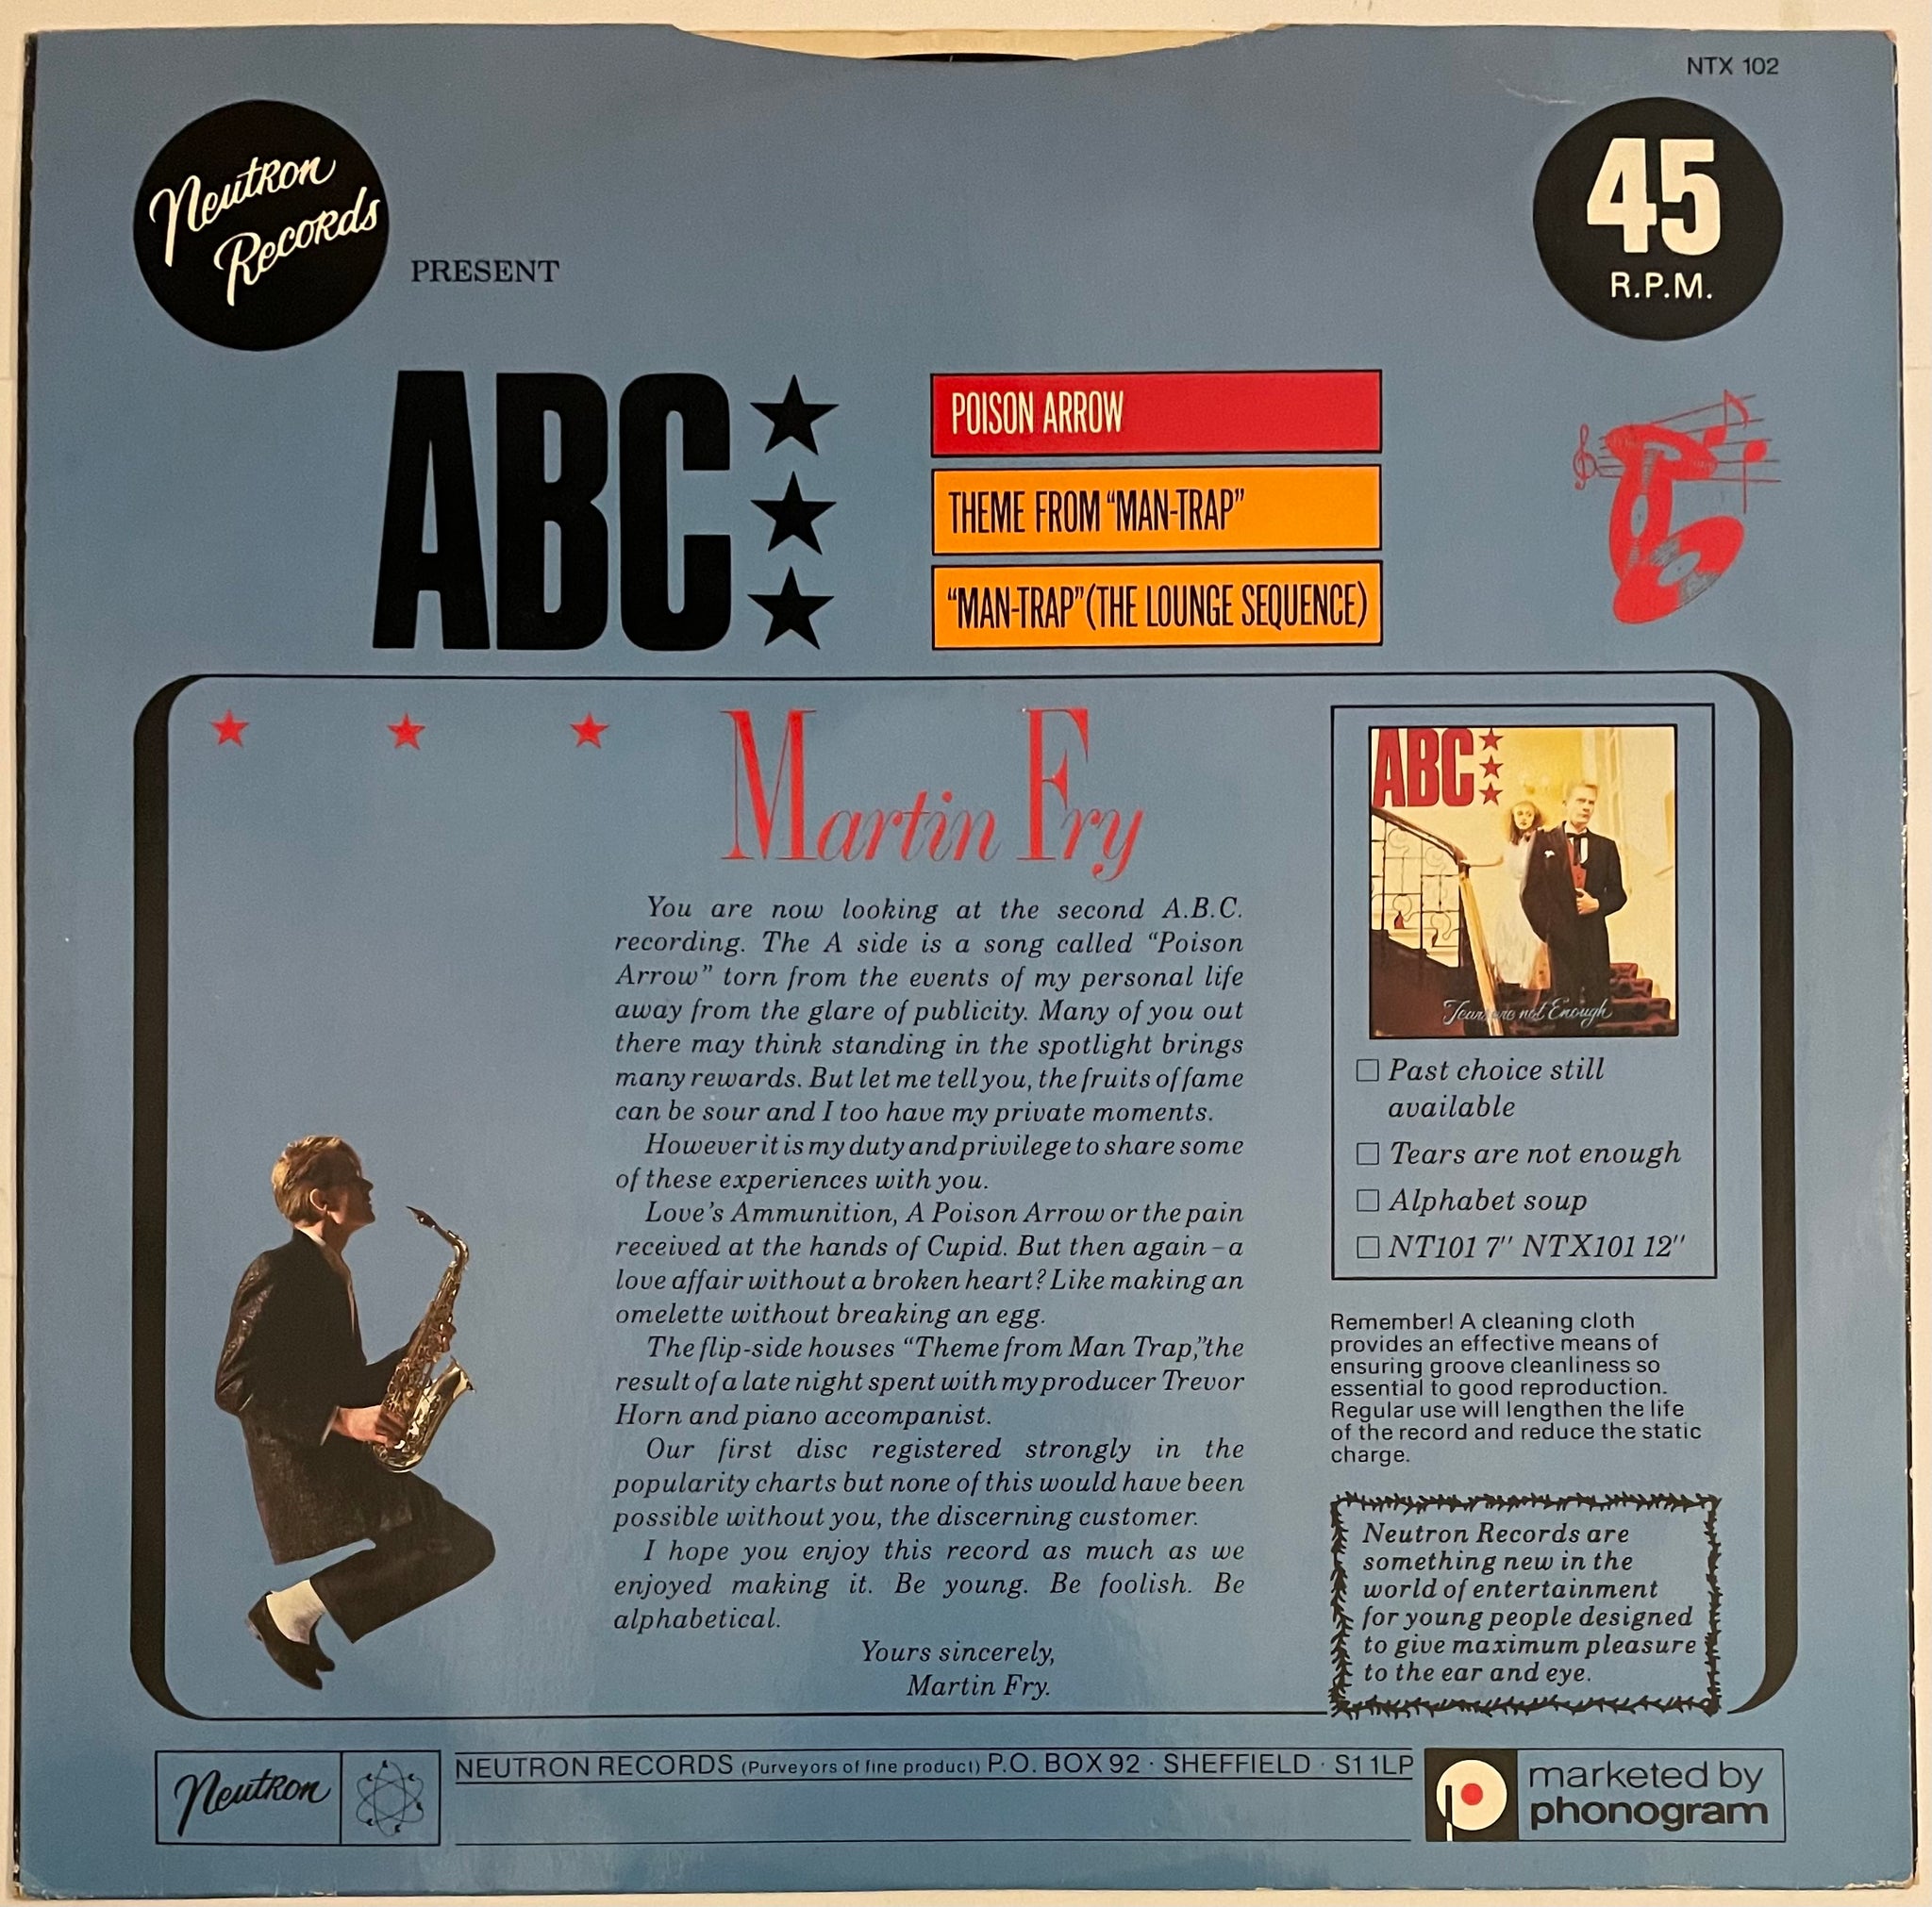 NTX 102
Neutron
Records
PRESENT
45
R.P.M.
ABC
POISON ARROW
THEME FROM “MAN-TRAP”
“MAN-TRAP” (THE LOUNGE SEQUENCE)
Martin Fry
You are now looking at the second A.B.C.
recording. The A side is a song called “Poison
Arrow” torn from the events of my personal life
away from the glare of publicity. Many of you out
there may think standing in the spotlight brings
many rewards. But let me tell you, the fruits of fame
can be sour and I too have my private moments.
However it is my duty and privilege to share some
of these experiences with you.
Love’s Ammunition, A Poison Arrow or the pain
received at the hands of Cupid. But then again – a
love affair without a broken heart? Like making an
omelette without breaking an egg.
The flip-side houses “Theme from Man Trap,” the
result of a late night spent with my producer Trevor
Horn and piano accompanist.
Our first disc registered strongly in the
popularity charts but none of this would have been
possible without you, the discerning customer.
I hope you enjoy this record as much as we
enjoyed making it. Be young. Be foolish. Be
alphabetical.
Yours sincerely,
Martin Fry.
ABC
Tears are not Enough
Past choice still
available
Tears are not enough
Alphabet soup
NT101 7" NTX101 12"
Remember! A cleaning cloth
provides an effective means of
ensuring groove cleanliness so
essential to good reproduction.
Regular use will lengthen the life
of the record and reduce the static
charge.
Neutron Records are
something new in the
world of entertainment
for young people designed
to give maximum pleasure
to the ear and eye.
Neutron
NEUTRON RECORDS (Purveyors of fine product) P.O. BOX 92 · SHEFFIELD · S1 1LP
marketed by
phonogram